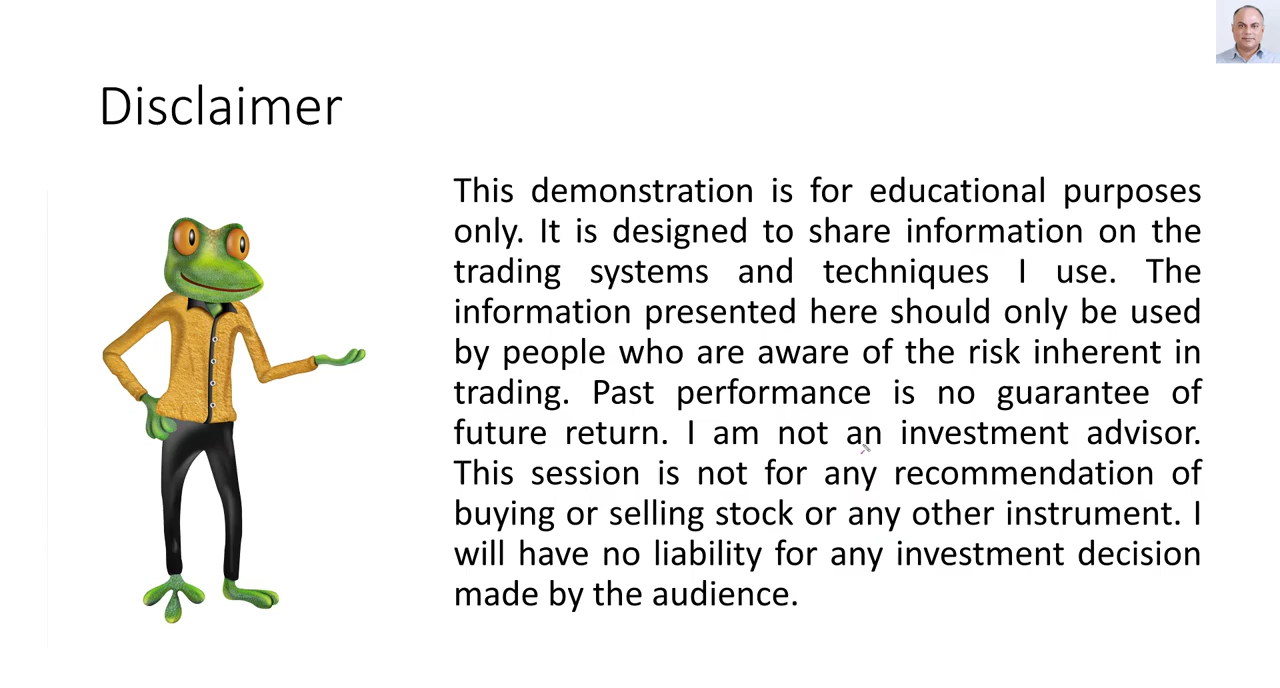 Disclaimer
This demonstration is for educational purposes
only. It is designed to share information on the
trading systems and techniques I use. The
information presented here should only be used
by people who are aware of the risk inherent in
trading. Past performance is no guarantee of
future return. I am not an investment advisor.
This session is not for any recommendation of
buying or selling stock or any other instrument. I
will have no liability for any investment decision
made by the audience.